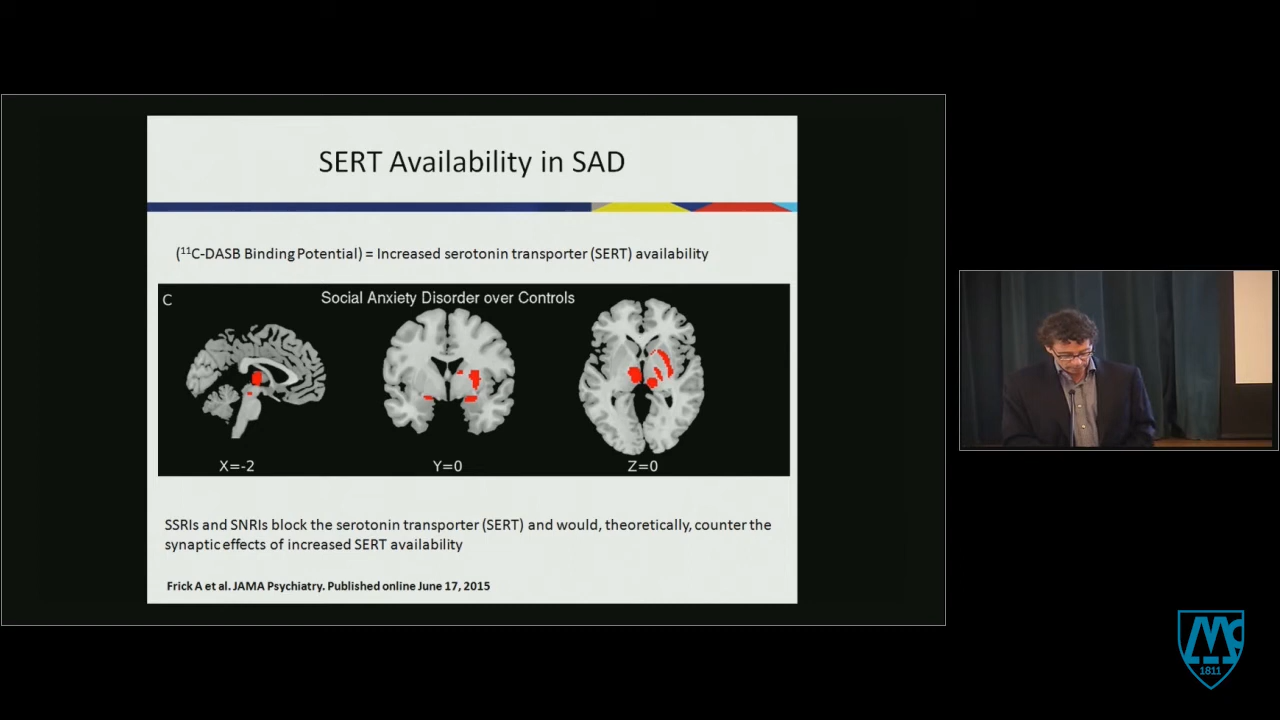 SERT Availability in SAD
(¹¹C-DASB Binding Potential) = Increased serotonin transporter (SERT) availability
C
Social Anxiety Disorder over Controls
X=-2
Y=0
Z=0
SSRIs and SNRIs block the serotonin transporter (SERT) and would, theoretically, counter the
synaptic effects of increased SERT availability
Frick A et al. JAMA Psychiatry. Published online June 17, 2015
Mc
1811